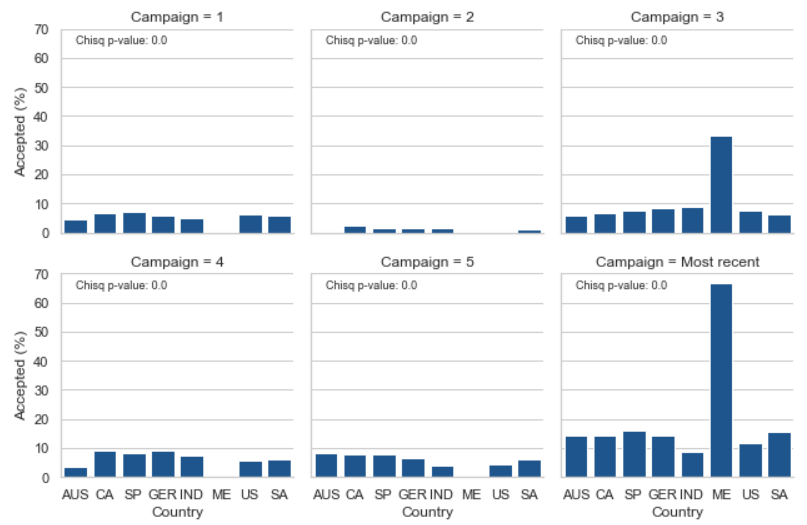 Campaign = 1
Campaign = 2
Campaign = 3
70
60
50
40
30
20
10
0
Accepted (%)
Chisq p-value: 0.0
Chisq p-value: 0.0
Chisq p-value: 0.0
Campaign = 4
Campaign = 5
Campaign = Most recent
70
60
50
40
30
20
10
0
Accepted (%)
Chisq p-value: 0.0
Chisq p-value: 0.0
Chisq p-value: 0.0
AUS CA SP GER IND ME US SA
AUS CA SP GER IND ME US SA
AUS CA SP GER IND ME US SA
Country
Country
Country